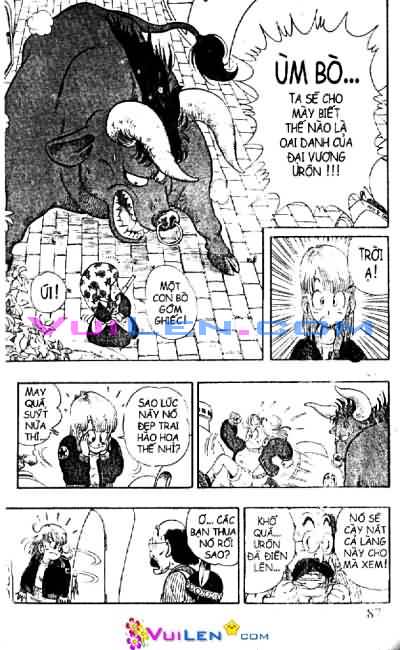 ÙM BÒ...
TA SẼ CHO
MÀY BIẾT
THẾ NÀO LÀ
OAI DANH CỦA
ĐẠI VƯƠNG
URÔN !!!
TRỜI
Ạ!
ÚI!
MỘT
CON BÒ
GỚM
GHIẾC!
VUILEN.COM
MAY
QUÁ
SUÝT
NỮA
THÌ...
SAO LÚC
NÃY NÓ
ĐẸP TRAI
HÀO HOA
THẾ NHỈ?
Ơ... CÁC
BẠN THUA
NÓ RỒI
SAO?
KHỔ
QUÁ...
URÔN
ĐÃ ĐIÊN
LÊN...
NÓ SẼ
CÀY NÁT
CẢ LÀNG
NÀY CHO
MÀ XEM!
87
VUILEN.COM